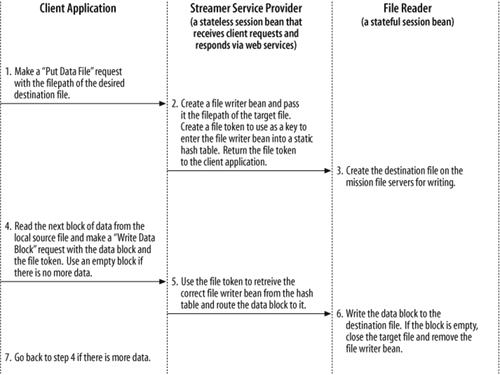 Client Application
Streamer Service Provider
(a stateless session bean that
receives client requests and
responds via web services)
File Reader
(a stateful session bean)
1. Make a "Put Data File" request
with the filepath of the desired
destination file.
2. Create a file writer bean and pass
it the filepath of the target file.
Create a file token to use as a key to
enter the file writer bean into a static
hash table. Return the file token
to the client application.
3. Create the destination file on the
mission file servers for writing.
4. Read the next block of data from the
local source file and make a "Write Data
Block" request with the data block and
the file token. Use an empty block if
there is no more data.
5. Use the file token to retreive the
correct file writer bean from the hash
table and route the data block to it.
6. Write the data block to the
destination file. If the block is empty,
close the target file and remove the
file writer bean.
7. Go back to step 4 if there is more data.